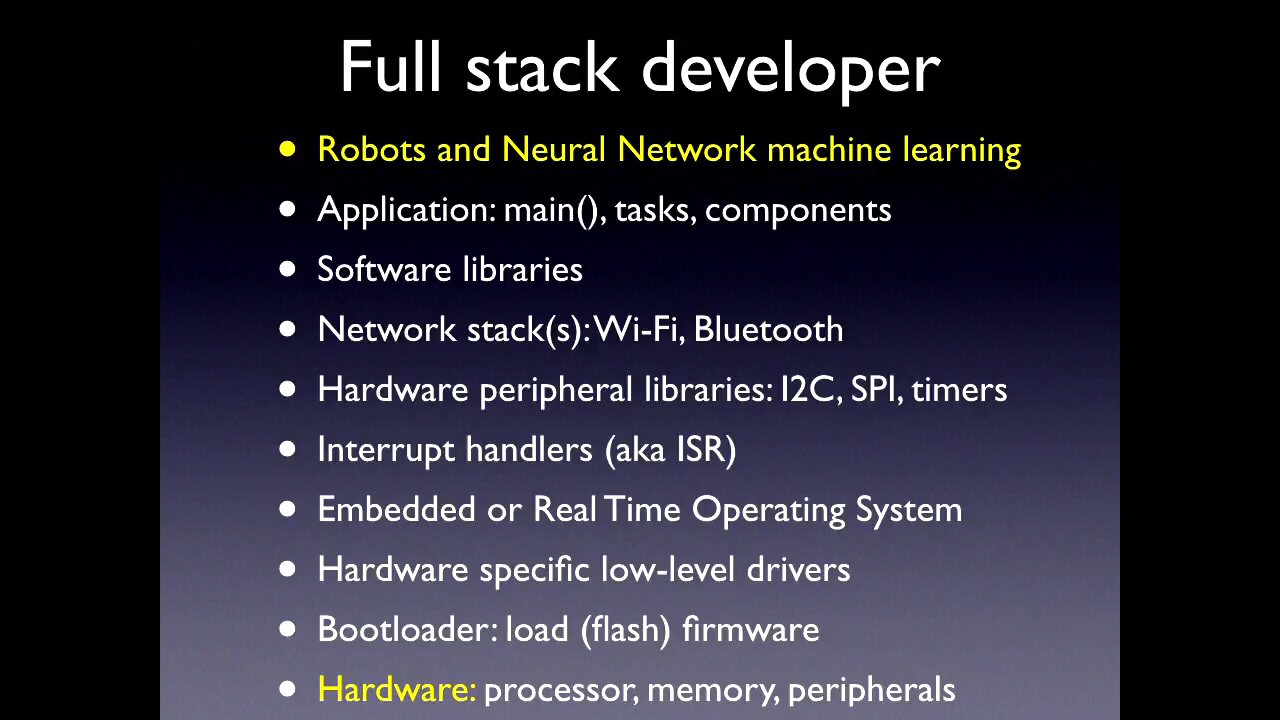 Full stack developer
• Robots and Neural Network machine learning
• Application: main(), tasks, components
• Software libraries
• Network stack(s): Wi-Fi, Bluetooth
• Hardware peripheral libraries: I2C, SPI, timers
• Interrupt handlers (aka ISR)
• Embedded or Real Time Operating System
• Hardware specific low-level drivers
• Bootloader: load (flash) firmware
• Hardware: processor, memory, peripherals